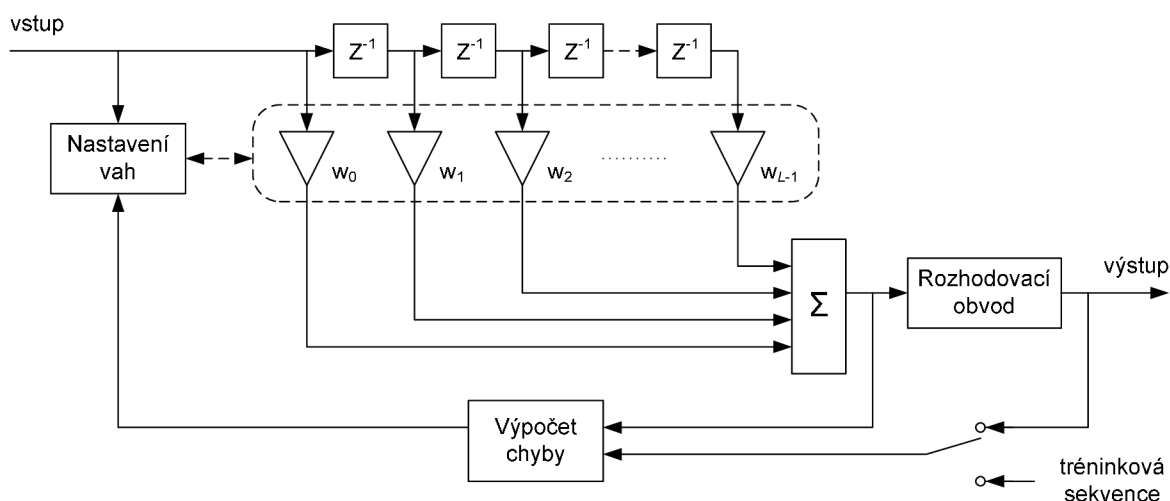 vstup
Z⁻¹
Z⁻¹
Z⁻¹
Z⁻¹
Nastavení
vah
w₀
w₁
w₂
..........
w_L-1
Σ
Rozhodovací
obvod
výstup
Výpočet
chyby
tréninková
sekvence